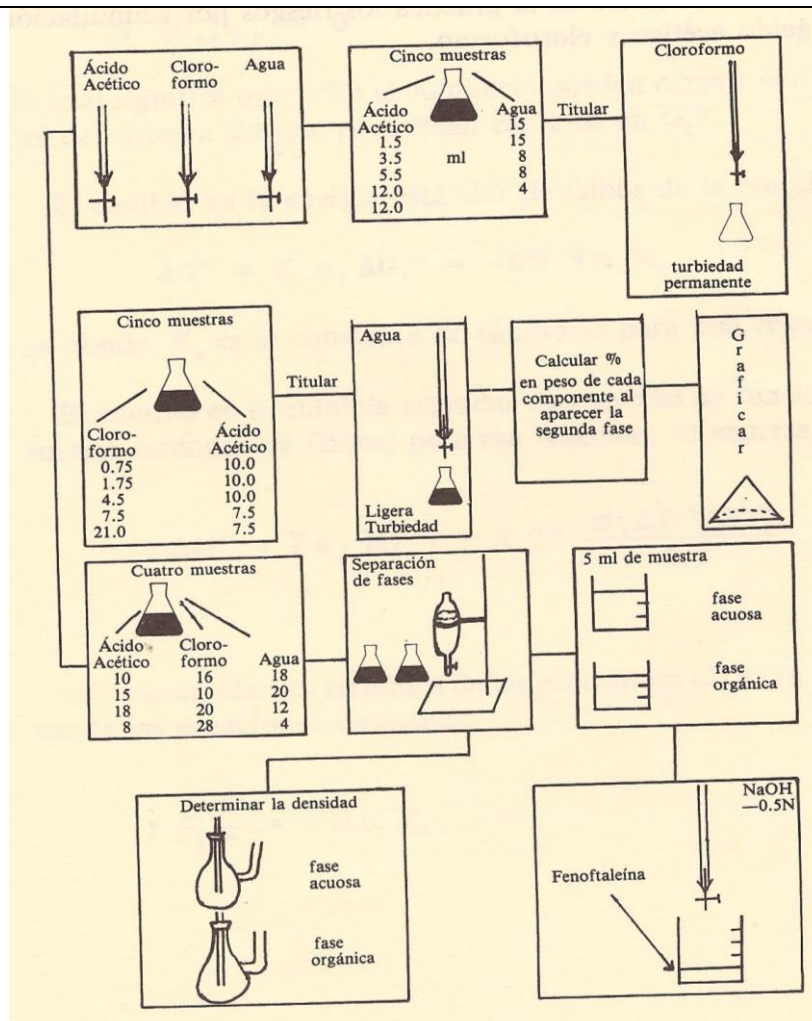 Ácido
Acético
Cloro-
formo
Agua
Cinco muestras
Ácido
Acético
1.5
3.5
5.5
12.0
12.0
ml
Agua
15
15
8
8
4
Titular
Cloroformo
turbiedad
permanente
Cinco muestras
Cloro-
formo
0.75
1.75
4.5
7.5
21.0
Ácido
Acético
10.0
10.0
10.0
7.5
7.5
Titular
Agua
Ligera
Turbiedad
Calcular %
en peso de cada
componente al
aparecer la
segunda fase
G
r
a
f
i
c
a
r
Cuatro muestras
Ácido
Acético
10
15
18
8
Cloro-
formo
16
10
20
28
Agua
18
20
12
4
Separación
de fases
5 ml de muestra
fase
acuosa
fase
orgánica
Determinar la densidad
fase
acuosa
fase
orgánica
NaOH
—0.5N
Fenoftaleína